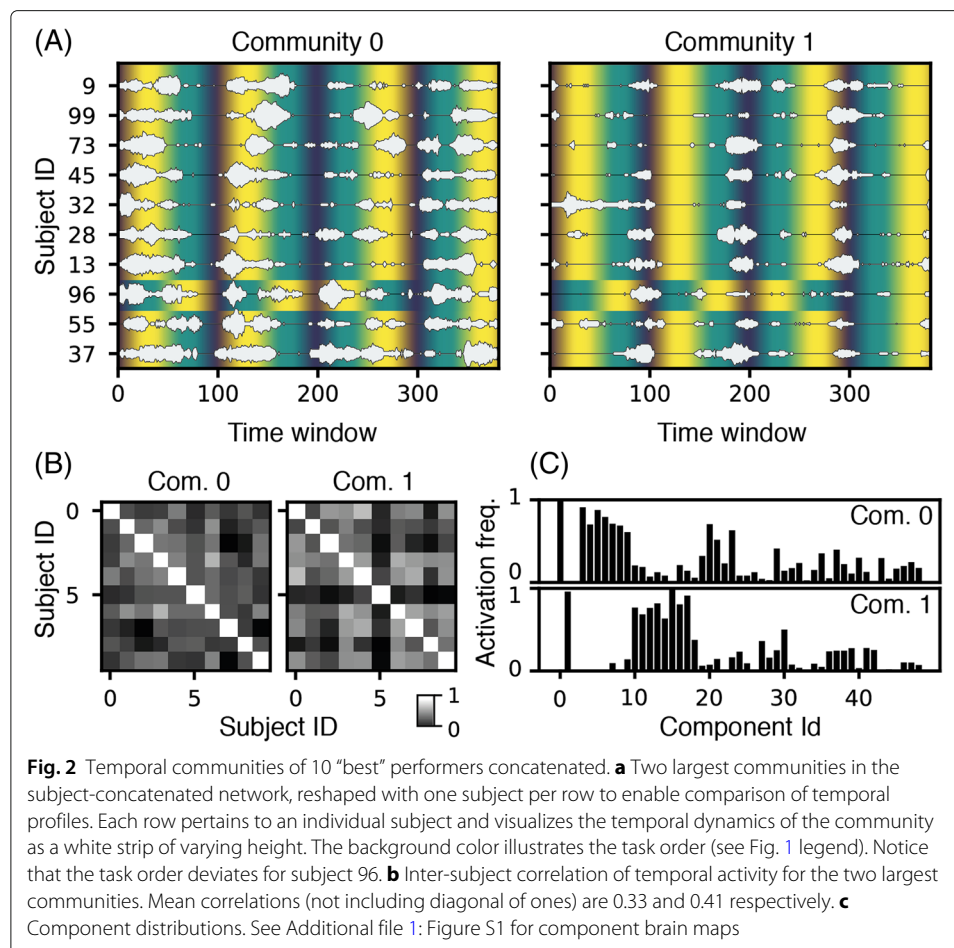 (A)
Community 0
Community 1
Subject ID
9
99
73
45
32
28
13
96
55
37
0
100
200
300
0
100
200
300
Time window
Time window
(B)
Com. 0
Com. 1
Subject ID
0
5
0
5
0
5
Subject ID
1
0
(C)
Activation freq.
1
0
Com. 0
1
0
Com. 1
0
10
20
30
40
Component Id
Fig. 2 Temporal communities of 10 “best” performers concatenated. a Two largest communities in the
subject-concatenated network, reshaped with one subject per row to enable comparison of temporal
profiles. Each row pertains to an individual subject and visualizes the temporal dynamics of the community
as a white strip of varying height. The background color illustrates the task order (see Fig. 1 legend). Notice
that the task order deviates for subject 96. b Inter-subject correlation of temporal activity for the two largest
communities. Mean correlations (not including diagonal of ones) are 0.33 and 0.41 respectively. c
Component distributions. See Additional file 1: Figure S1 for component brain maps